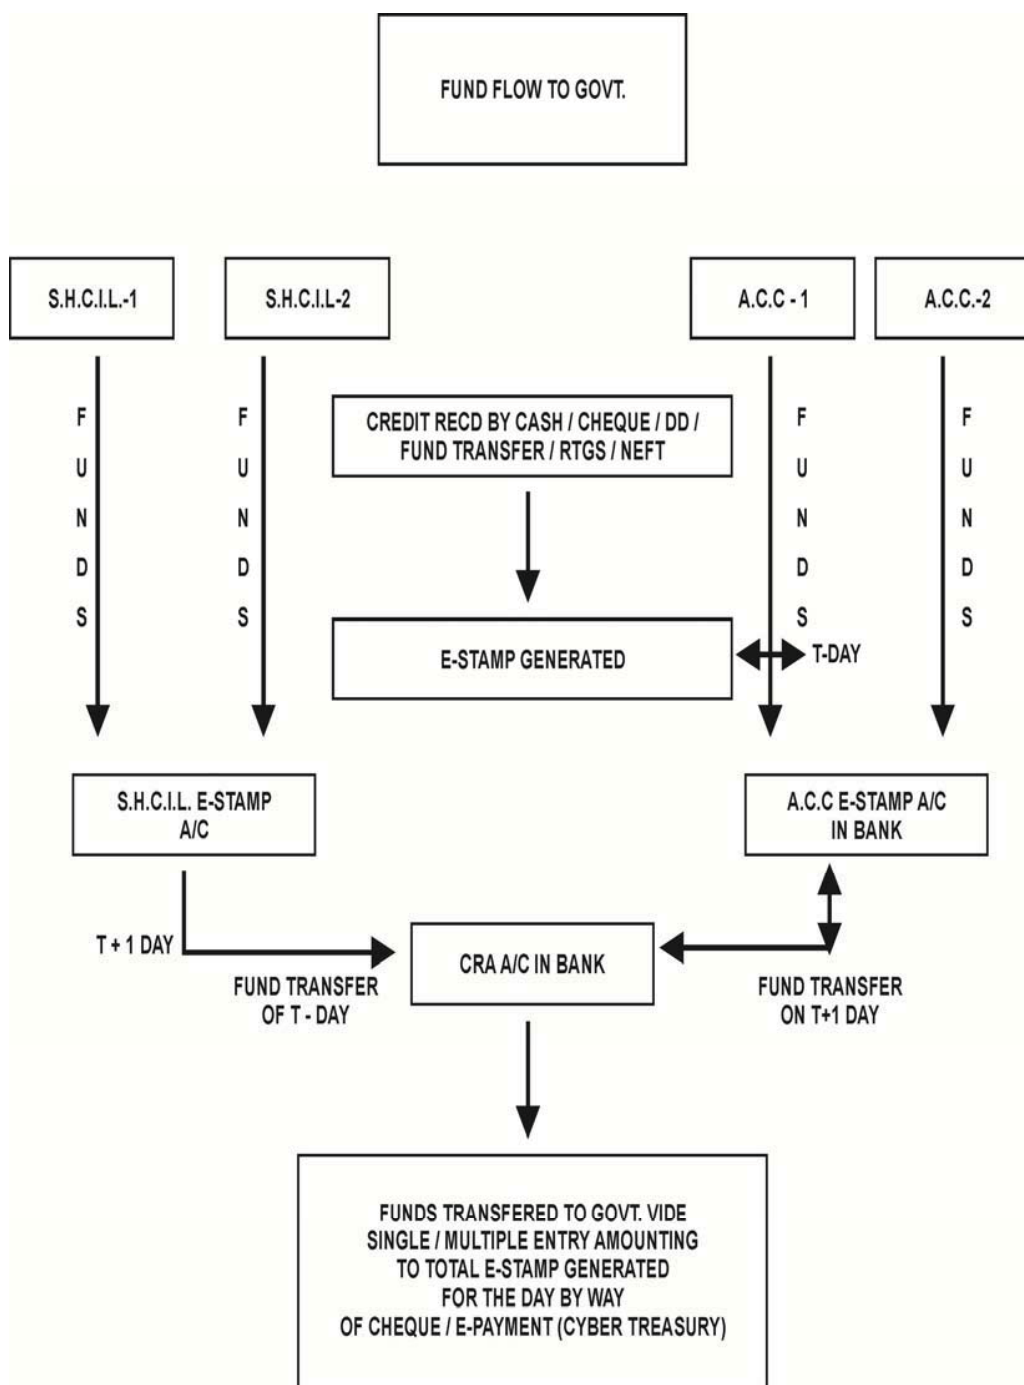 FUND FLOW TO GOVT.
S.H.C.I.L.-1
S.H.C.I.L-2
A.C.C - 1
A.C.C.-2
F
U
N
D
S
F
U
N
D
S
CREDIT RECD BY CASH / CHEQUE / DD /
FUND TRANSFER / RTGS / NEFT
F
U
N
D
S
F
U
N
D
S
E-STAMP GENERATED
T-DAY
S.H.C.I.L. E-STAMP
A/C
A.C.C E-STAMP A/C
IN BANK
T + 1 DAY
FUND TRANSFER
OF T - DAY
CRA A/C IN BANK
FUND TRANSFER
ON T+1 DAY
FUNDS TRANSFERED TO GOVT. VIDE
SINGLE / MULTIPLE ENTRY AMOUNTING
TO TOTAL E-STAMP GENERATED
FOR THE DAY BY WAY
OF CHEQUE / E-PAYMENT (CYBER TREASURY)